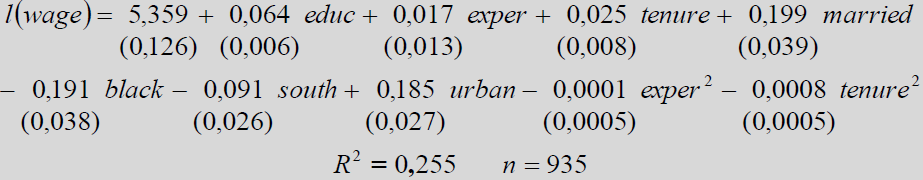 l(wage) = 5,359 + 0,064 educ + 0,017 exper + 0,025 tenure + 0,199 married
(0,126) (0,006) (0,013) (0,008) (0,039)
− 0,191 black − 0,091 south + 0,185 urban − 0,0001 exper² − 0,0008 tenure²
(0,038) (0,026) (0,027) (0,0005) (0,0005)
R² = 0,255 n = 935